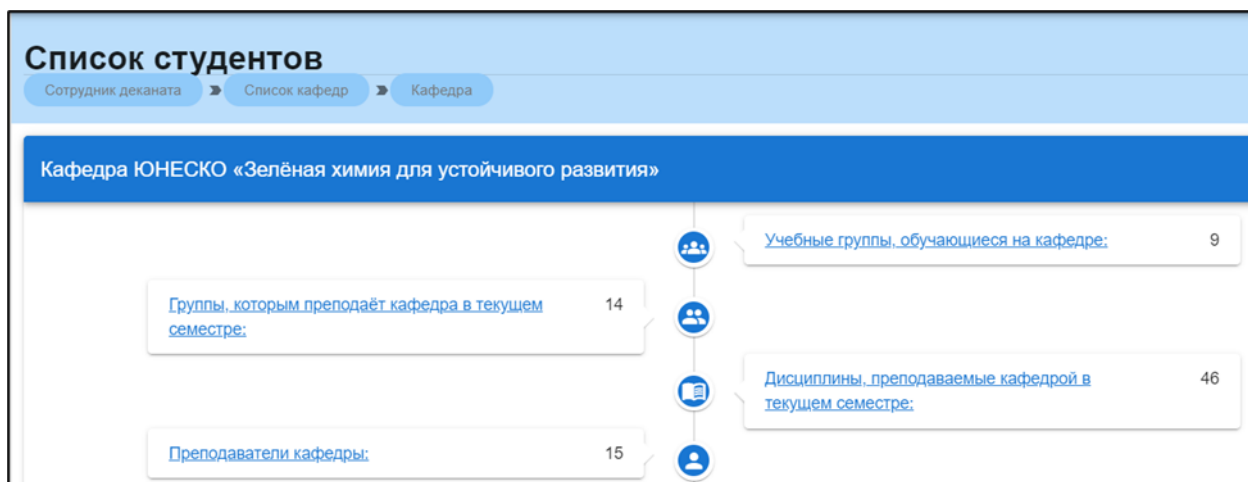 Список студентов
Сотрудник деканата Список кафедр Кафедра
Кафедра ЮНЕСКО «Зелёная химия для устойчивого развития»
Учебные группы, обучающиеся на кафедре: 9
Группы, которым преподаёт кафедра в текущем 14
семестре:
Дисциплины, преподаваемые кафедрой в 46
текущем семестре:
Преподаватели кафедры: 15